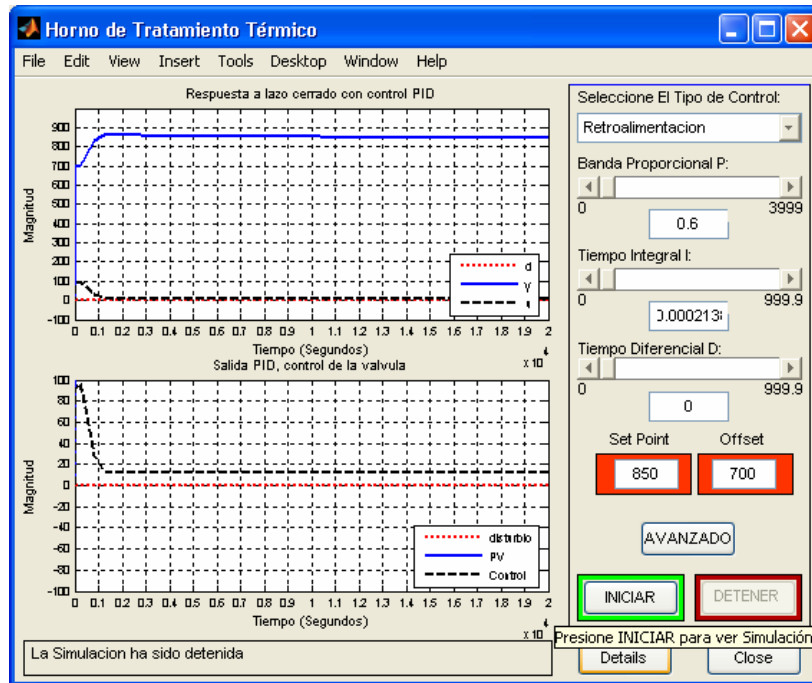 Horno de Tratamiento Térmico
File Edit View Insert Tools Desktop Window Help
Respuesta a lazo cerrado con control PID
Magnitud
900
800
700
600
500
400
300
200
100
0
-100
d
y
0 0.1 0.2 0.3 0.4 0.5 0.6 0.7 0.8 0.9 1 1.1 1.2 1.3 1.4 1.5 1.6 1.7 1.8 1.9 2
Tiempo (Segundos)
x 10
4
Salida PID, control de la valvula
Magnitud
100
80
60
40
20
0
-20
-40
-60
-80
-100
disturbio
PV
Control
0 0.1 0.2 0.3 0.4 0.5 0.6 0.7 0.8 0.9 1 1.1 1.2 1.3 1.4 1.5 1.6 1.7 1.8 1.9 2
Tiempo (Segundos)
x 10
4
La Simulacion ha sido detenida
Seleccione El Tipo de Control:
Retroalimentacion
Banda Proporcional P:
0 3999
0.6
Tiempo Integral I:
0 999.9
0.000213
Tiempo Diferencial D:
0 999.9
0
Set Point Offset
850 700
AVANZADO
INICIAR DETENER
Presione INICIAR para ver Simulación
Details Close